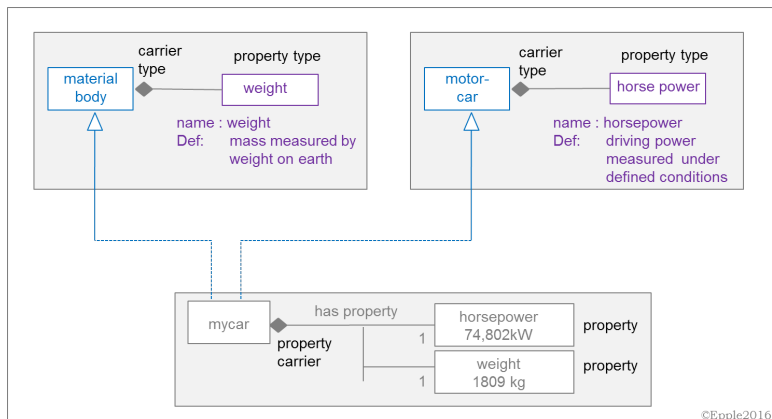 carrier
type
property type
material
body
weight
name : weight
Def: mass measured by
weight on earth
carrier
type
property type
motor-
car
horse power
name : horsepower
Def: driving power
measured under
defined conditions
mycar
has property
property
carrier
1
horsepower
74,802kW
property
1
weight
1809 kg
property
©Epple2016